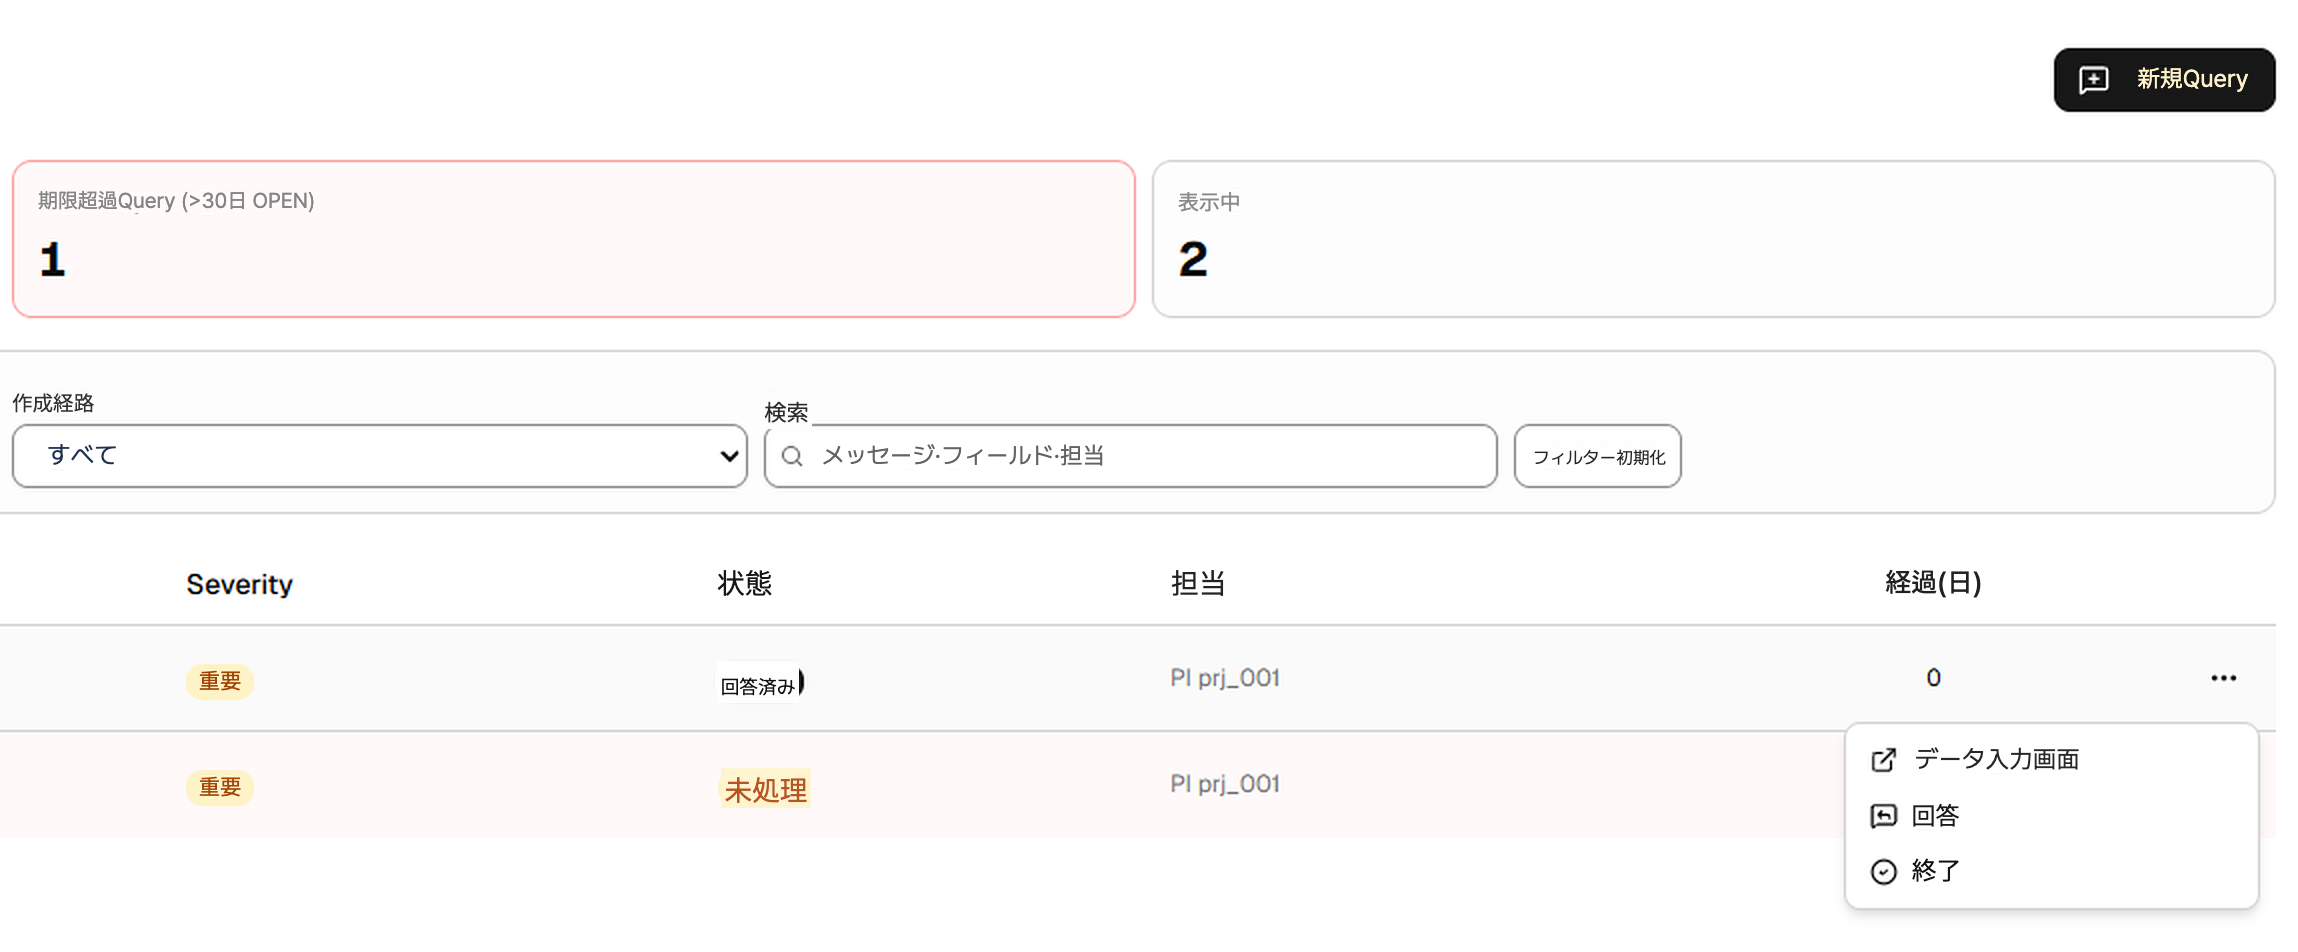 新規Query
期限超過Query (>30日 OPEN)
1
表示中
2
作成経路
すべて
検索
メッセージ·フィールド·担当
フィルター初期化
Severity 状態 担当 経過(日)
重要 回答済み PI prj_001 0
重要 未処理 PI prj_001
データ入力画面
回答
終了